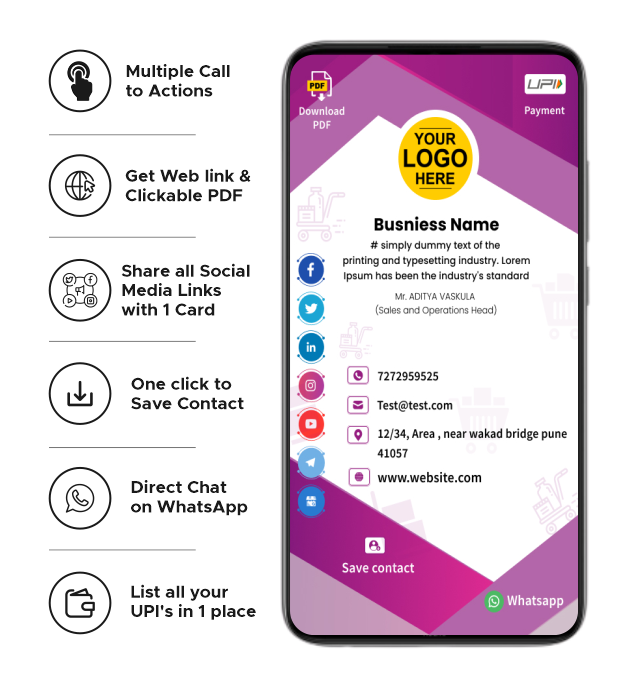 Multiple Call
to Actions
Get Web link &
Clickable PDF
Share all Social
Media Links
with 1 Card
One click to
Save Contact
Direct Chat
on WhatsApp
List all your
UPI's in 1 place
PDF
Download
PDF
UPI
Payment
YOUR
LOGO
HERE
Busniess Name
# simply dummy text of the
printing and typesetting industry. Lorem
Ipsum has been the industry's standard
Mr. ADITYA VASKULA
(Sales and Operations Head)
7272959525
Test@test.com
12/34, Area , near wakad bridge pune
41057
www.website.com
Save contact
Whatsapp